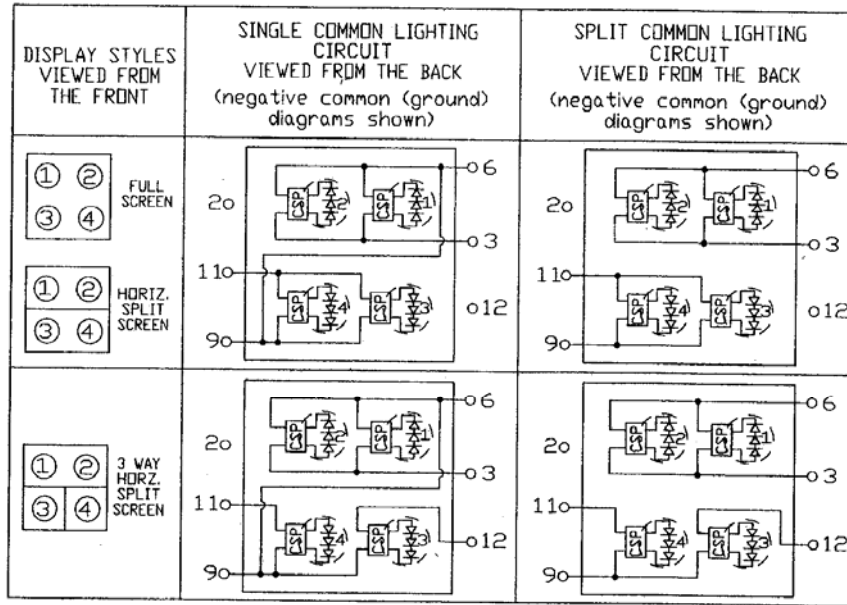 DISPLAY STYLES
VIEWED FROM
THE FRONT
SINGLE COMMON LIGHTING
CIRCUIT
VIEWED FROM THE BACK
(negative common (ground)
diagrams shown)
SPLIT COMMON LIGHTING
CIRCUIT
VIEWED FROM THE BACK
(negative common (ground)
diagrams shown)
1 2
3 4
FULL
SCREEN
1 2
3 4
HORIZ.
SPLIT
SCREEN
6
2
CSP 2 CSP 1
3
11
CSP 4 CSP 3
12
9
6
2
CSP 2 CSP 1
3
11
CSP 4 CSP 3
12
9
1 2
3 4
3 WAY
HORZ.
SPLIT
SCREEN
6
2
CSP 2 CSP 1
3
11
CSP 4 CSP 3
12
9
6
2
CSP 2 CSP 1
3
11
CSP 4 CSP 3
12
9